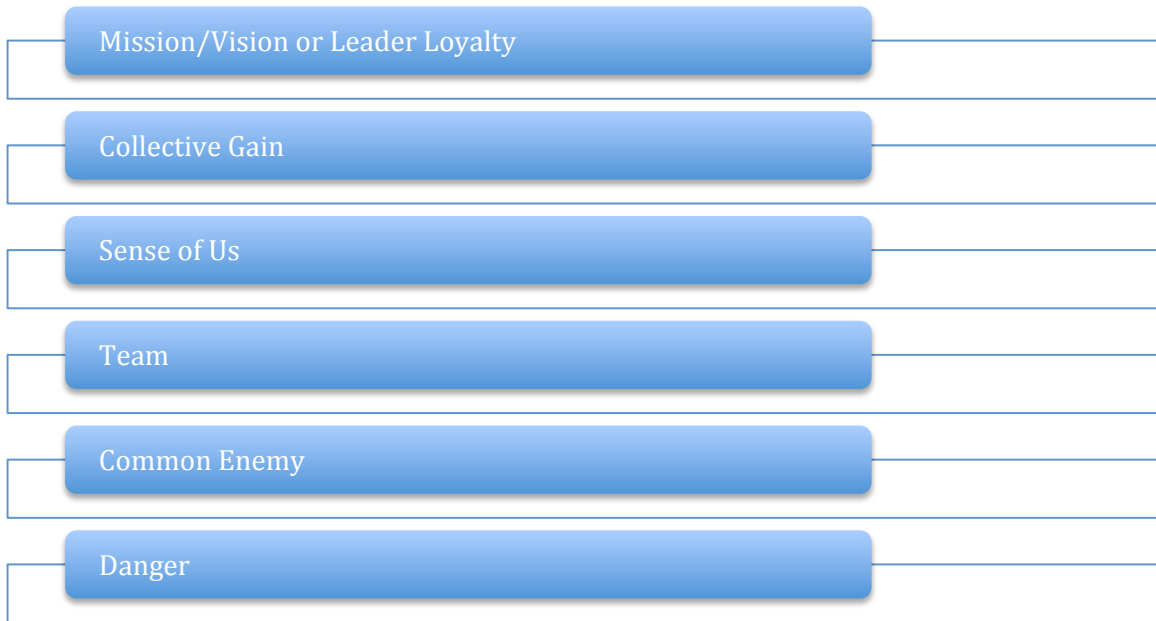 Mission/Vision or Leader Loyalty
Collective Gain
Sense of Us
Team
Common Enemy
Danger